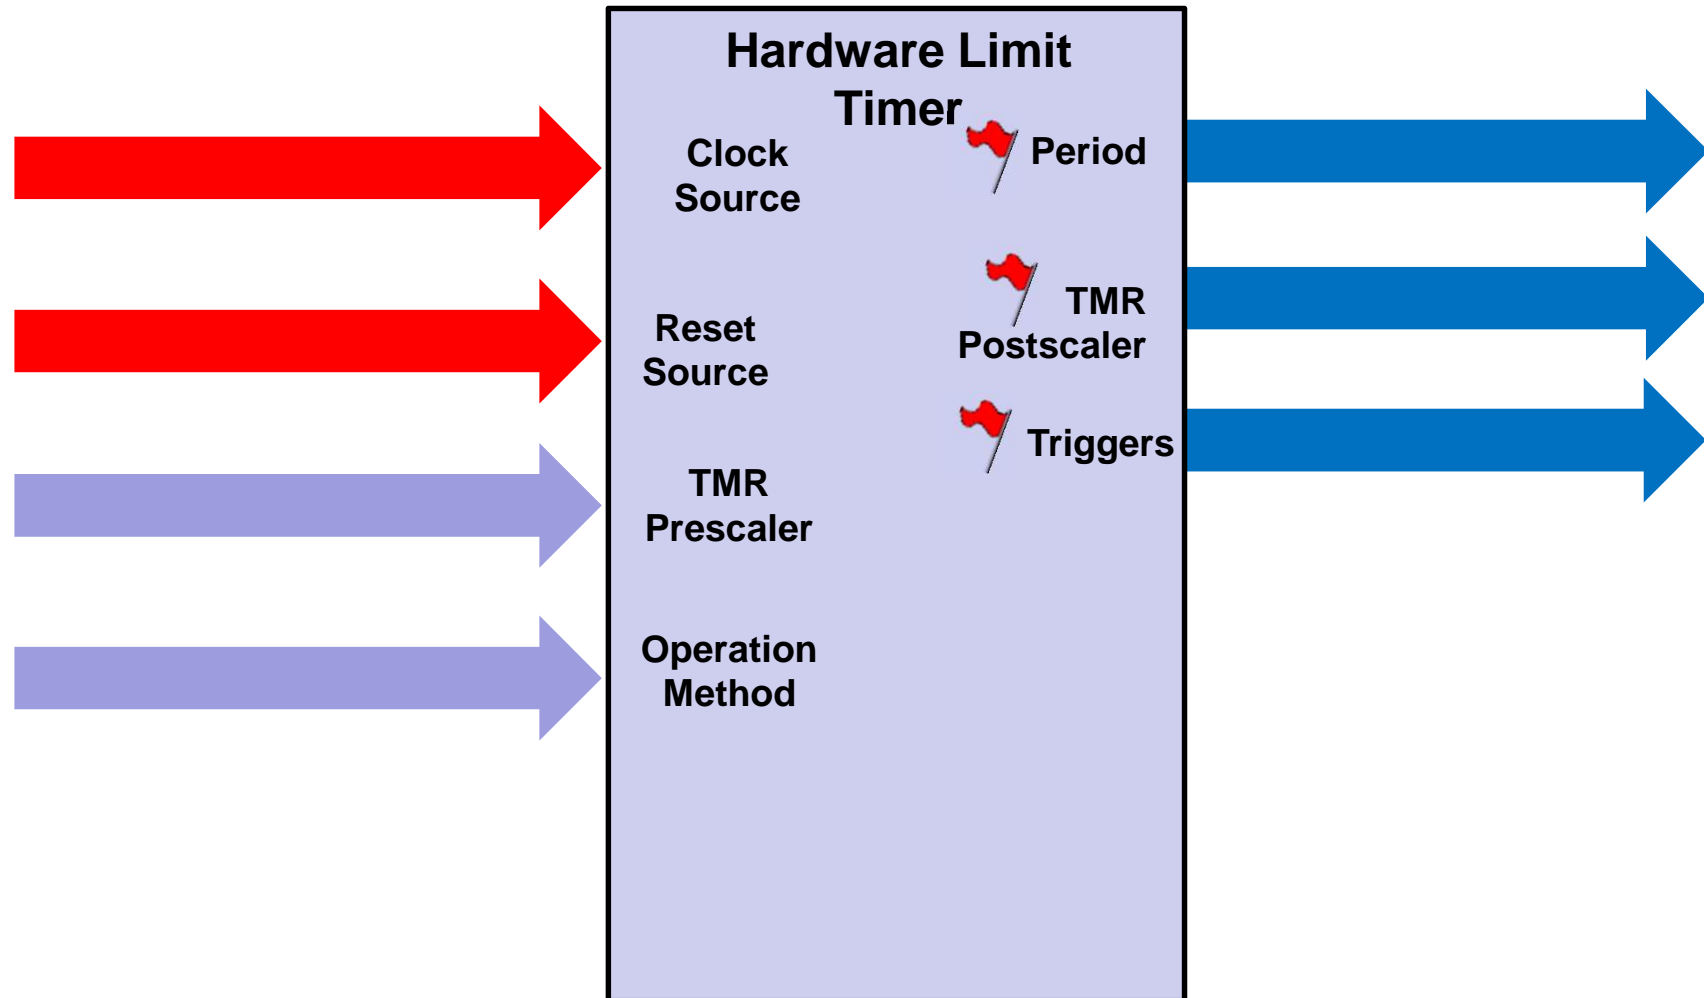 Hardware Limit
Timer
Clock
Source
Reset
Source
TMR
Prescaler
Operation
Method
Period
TMR
Postscaler
Triggers